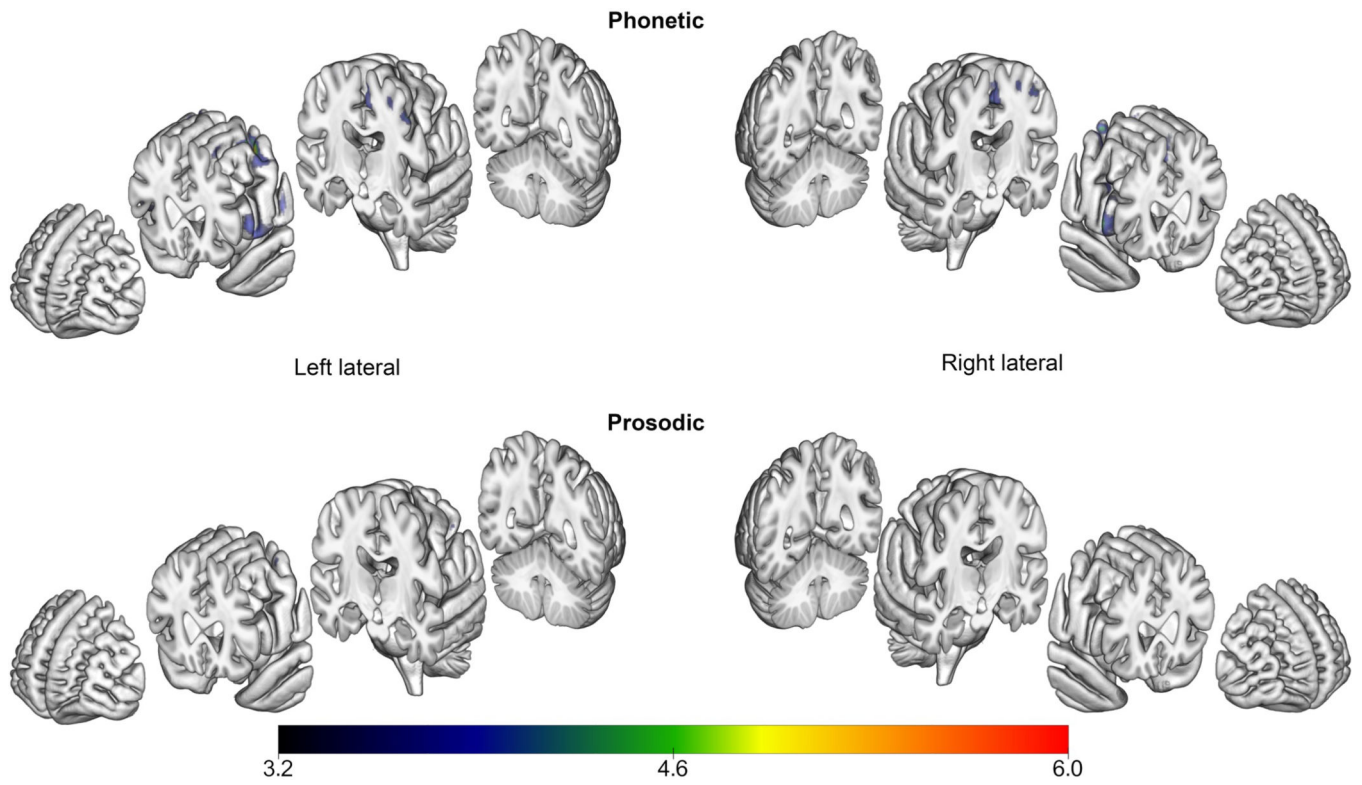 Phonetic
Left lateral
Right lateral
Prosodic
3.2
4.6
6.0